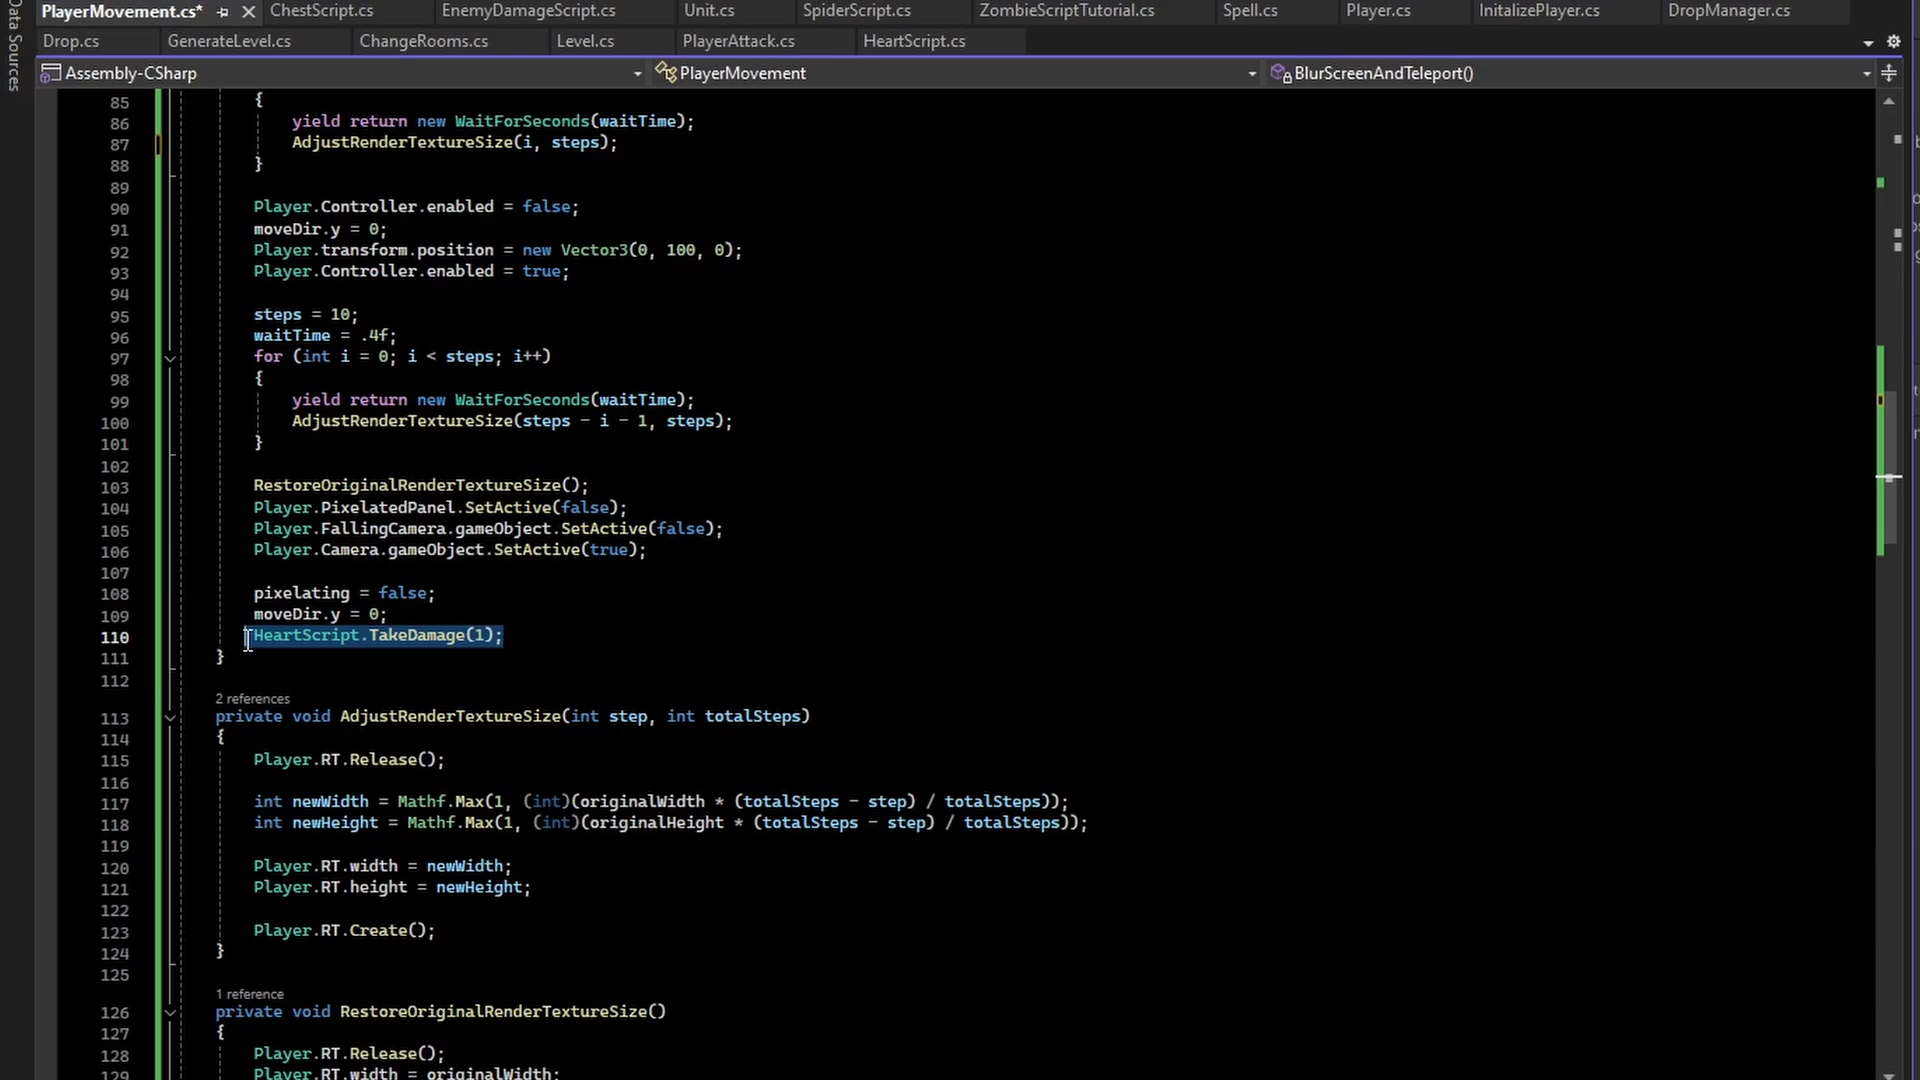 Data Sources
PlayerMovement.cs* ChestScript.cs EnemyDamageScript.cs Unit.cs SpiderScript.cs ZombieScriptTutorial.cs Spell.cs Player.cs InitalizePlayer.cs DropManager.cs
Drop.cs GenerateLevel.cs ChangeRooms.cs Level.cs PlayerAttack.cs HeartScript.cs
Assembly-CSharp PlayerMovement BlurScreenAndTeleport()
85 {
86 yield return new WaitForSeconds(waitTime);
87 AdjustRenderTextureSize(i, steps);
88 }
89
90 Player.Controller.enabled = false;
91 moveDir.y = 0;
92 Player.transform.position = new Vector3(0, 100, 0);
93 Player.Controller.enabled = true;
94
95 steps = 10;
96 waitTime = .4f;
97 for (int i = 0; i < steps; i++)
98 {
99 yield return new WaitForSeconds(waitTime);
100 AdjustRenderTextureSize(steps - i - 1, steps);
101 }
102
103 RestoreOriginalRenderTextureSize();
104 Player.PixelatedPanel.SetActive(false);
105 Player.FallingCamera.gameObject.SetActive(false);
106 Player.Camera.gameObject.SetActive(true);
107
108 pixelating = false;
109 moveDir.y = 0;
110 HeartScript.TakeDamage(1);
111 }
112
2 references
113 private void AdjustRenderTextureSize(int step, int totalSteps)
114 {
115 Player.RT.Release();
116
117 int newWidth = Mathf.Max(1, (int)(originalWidth * (totalSteps - step) / totalSteps));
118 int newHeight = Mathf.Max(1, (int)(originalHeight * (totalSteps - step) / totalSteps));
119
120 Player.RT.width = newWidth;
121 Player.RT.height = newHeight;
122
123 Player.RT.Create();
124 }
125
1 reference
126 private void RestoreOriginalRenderTextureSize()
127 {
128 Player.RT.Release();
129 Player.RT.width = originalWidth;